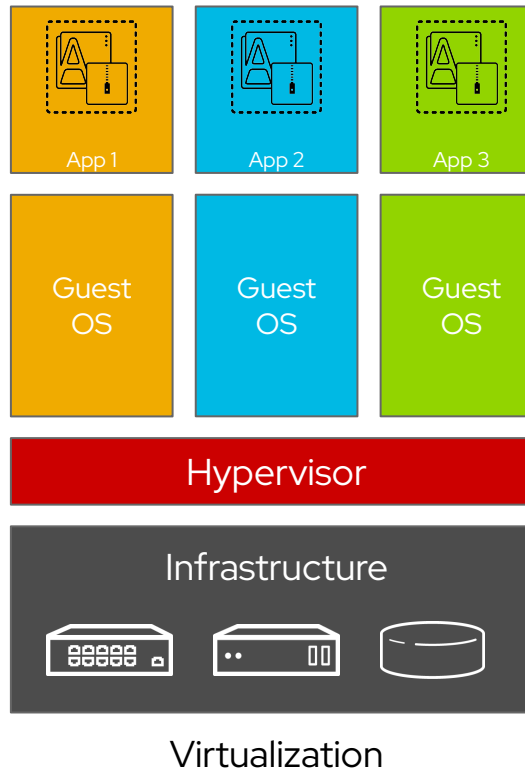 App 1
App 2
App 3
Guest
OS
Guest
OS
Guest
OS
Hypervisor
Infrastructure
Virtualization